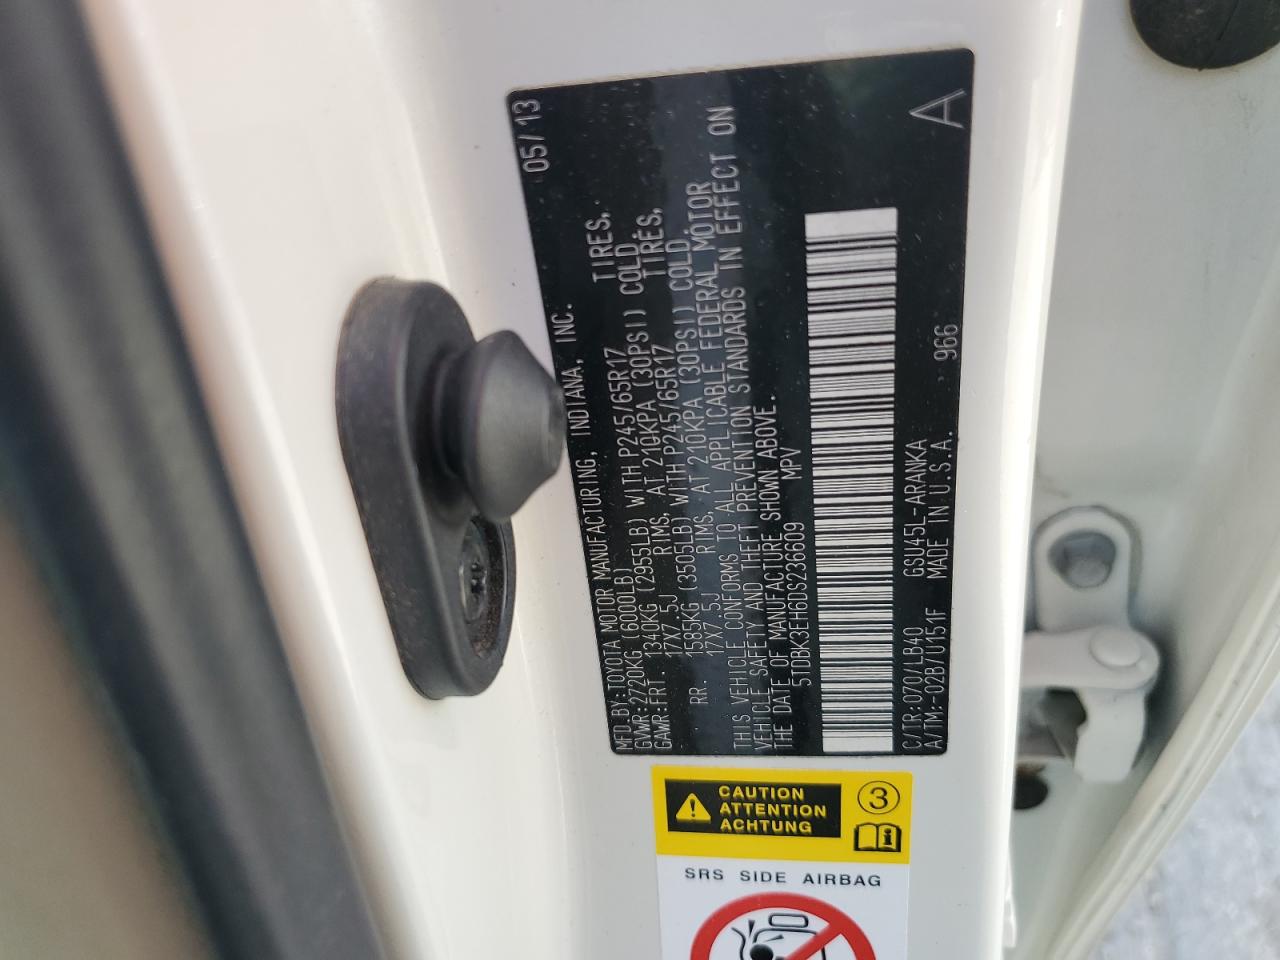 MFD.BY:TOYOTA MOTOR MANUFACTURING, INDIANA, INC. 05/13
GVWR:2720KG (6000LB)
GAWR:FRT. 1340KG (2955LB) WITH P245/65R17 TIRES,
17X7.5J RIMS, AT 210KPA (30PSI) COLD.
RR. 1585KG (3505LB) WITH P245/65R17 TIRES,
17X7.5J RIMS, AT 210KPA (30PSI) COLD
THIS VEHICLE CONFORMS TO ALL APPLICABLE FEDERAL MOTOR
VEHICLE SAFETY AND THEFT PREVENTION STANDARDS IN EFFECT ON
THE DATE OF MANUFACTURE SHOWN ABOVE.
5TDBK3EH6DS236609 MPV
C/TR:070/LB40 GSU45L-ARANKA 966
A/TM:-02B/U151F MADE IN U.S.A. A
CAUTION
ATTENTION
ACHTUNG
3
SRS SIDE AIRBAG